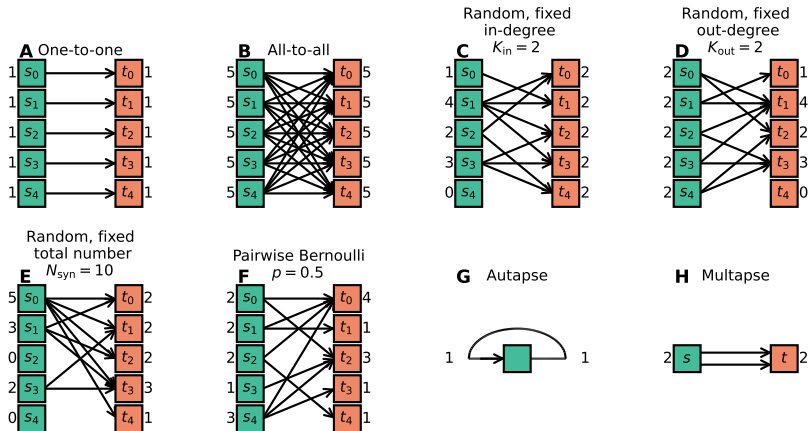 A One-to-one
1 s0 t0 1
1 s1 t1 1
1 s2 t2 1
1 s3 t3 1
1 s4 t4 1
B All-to-all
5 s0 t0 5
5 s1 t1 5
5 s2 t2 5
5 s3 t3 5
5 s4 t4 5
Random, fixed
in-degree
C K_in = 2
1 s0 t0 2
4 s1 t1 2
2 s2 t2 2
3 s3 t3 2
0 s4 t4 2
Random, fixed
out-degree
D K_out = 2
2 s0 t0 1
2 s1 t1 4
2 s2 t2 2
2 s3 t3 3
2 s4 t4 0
Random, fixed
total number
E N_syn = 10
5 s0 t0 2
3 s1 t1 2
0 s2 t2 2
2 s3 t3 3
0 s4 t4 1
Pairwise Bernoulli
F p = 0.5
2 s0 t0 4
2 s1 t1 1
2 s2 t2 3
1 s3 t3 1
3 s4 t4 1
G Autapse
1 1
H Multapse
2 s t 2